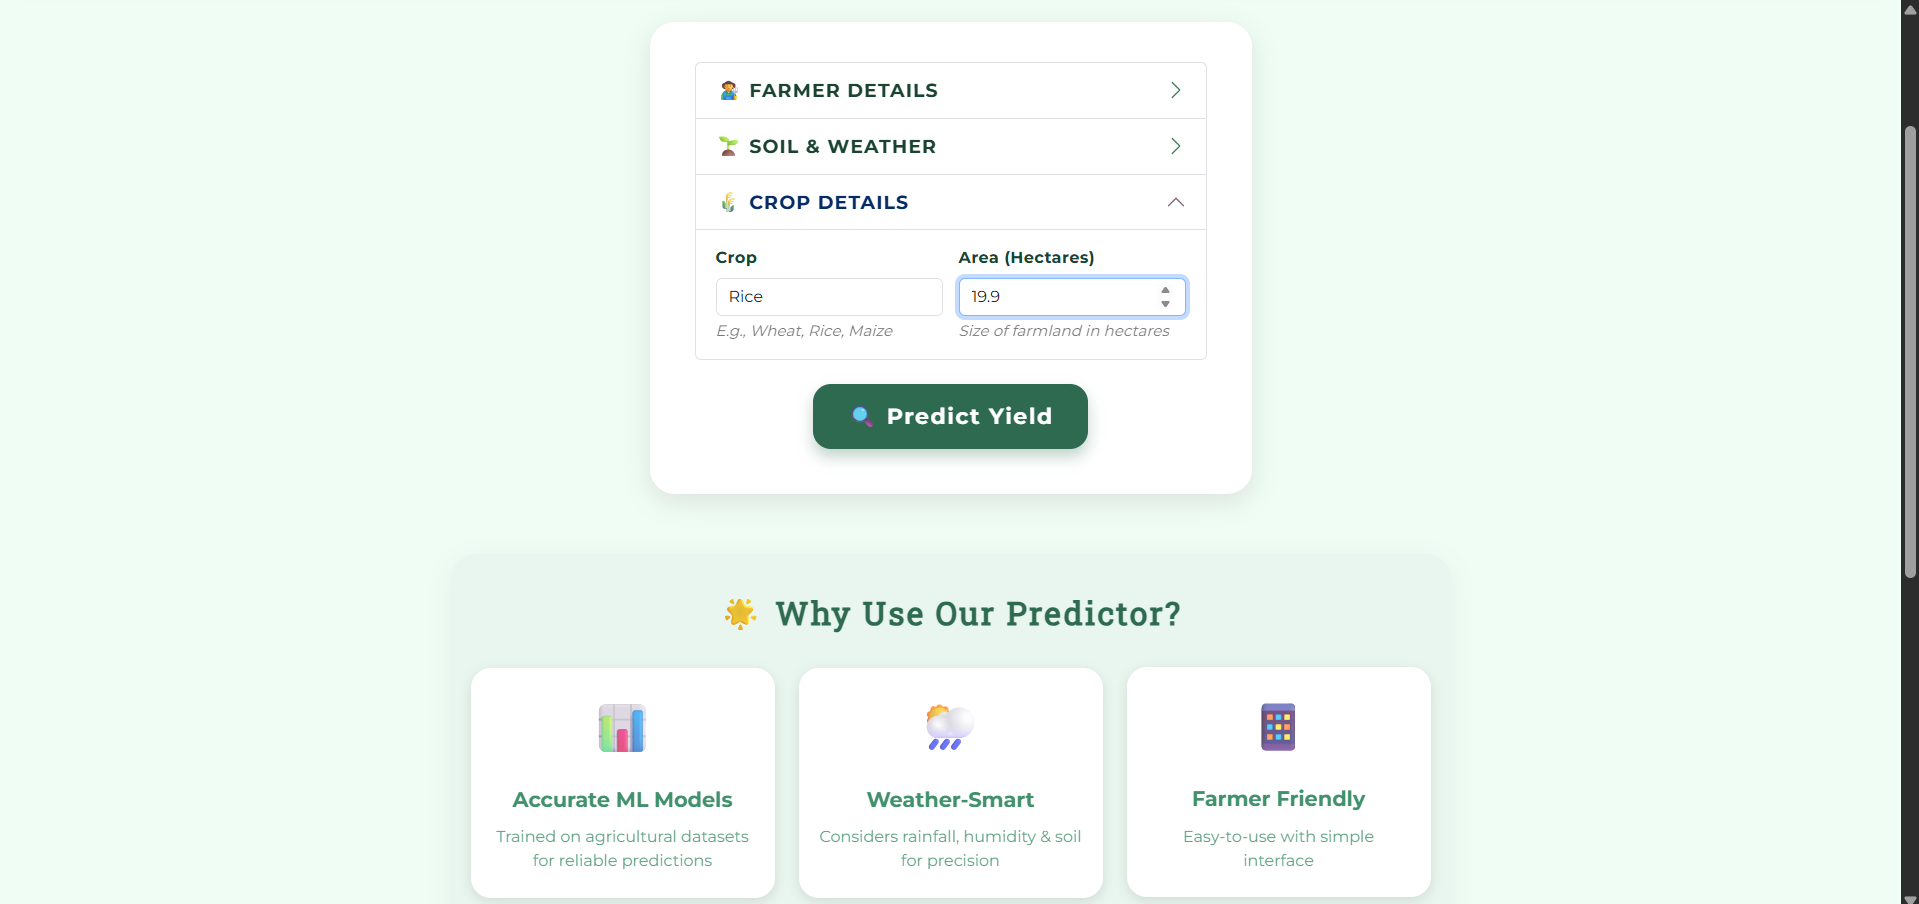 FARMER DETAILS
SOIL & WEATHER
CROP DETAILS
Crop
Area (Hectares)
Rice
19.9
E.g., Wheat, Rice, Maize
Size of farmland in hectares
Predict Yield
Why Use Our Predictor?
Accurate ML Models
Trained on agricultural datasets
for reliable predictions
Weather-Smart
Considers rainfall, humidity & soil
for precision
Farmer Friendly
Easy-to-use with simple
interface